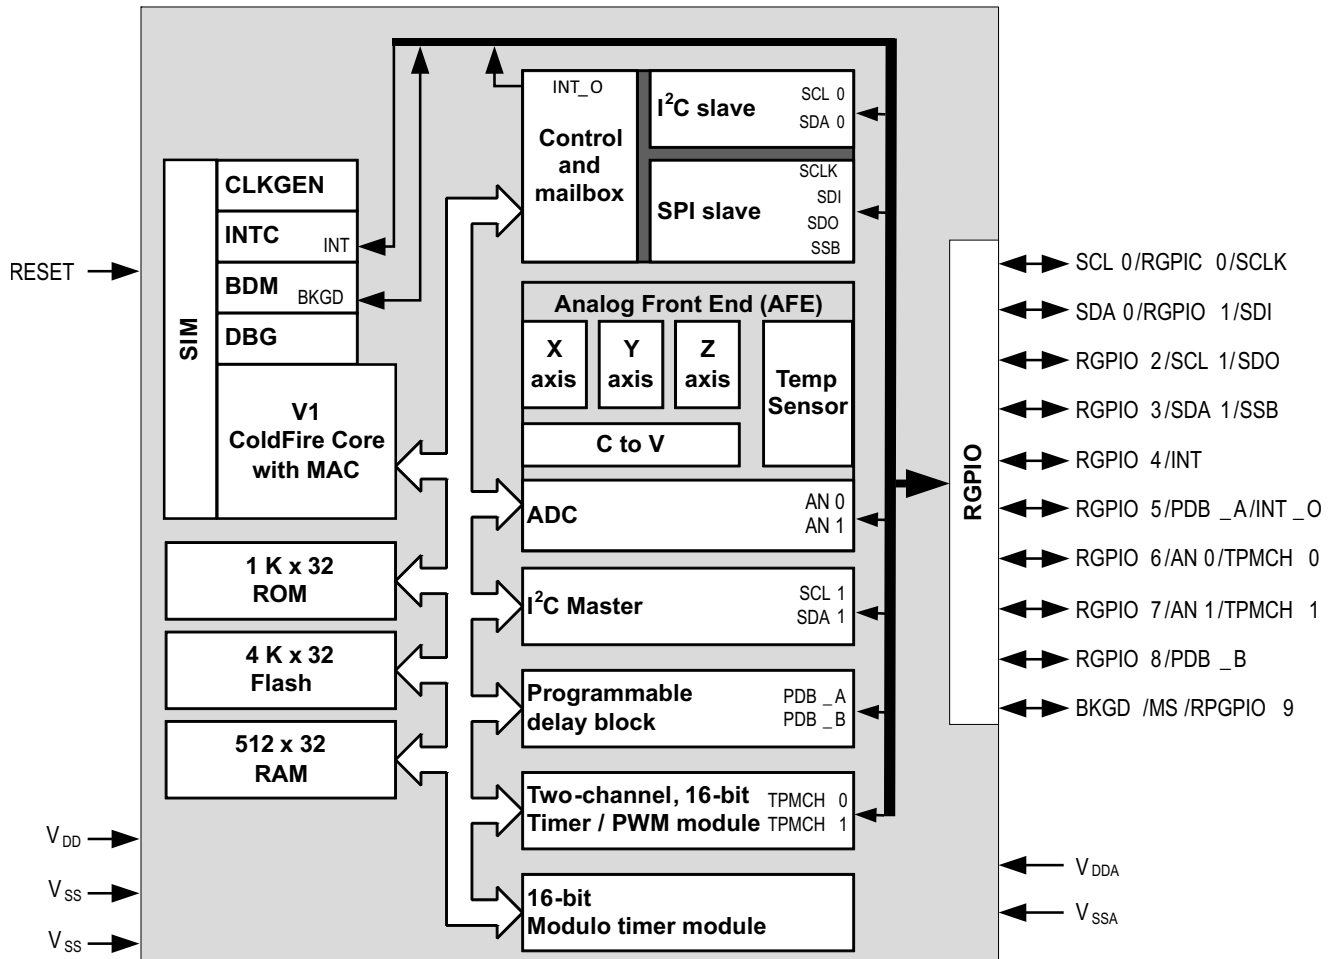 INT_O
Control
and
mailbox
I²C slave
SCL 0
SDA 0
SPI slave
SCLK
SDI
SDO
SSB
SIM
CLKGEN
INTC
INT
BDM
BKGD
DBG
V1
ColdFire Core
with MAC
RESET
Analog Front End (AFE)
X
axis
Y
axis
Z
axis
Temp
Sensor
C to V
ADC
AN 0
AN 1
1 K x 32
ROM
I²C Master
SCL 1
SDA 1
4 K x 32
Flash
Programmable
delay block
PDB _A
PDB _B
512 x 32
RAM
Two-channel, 16-bit
Timer / PWM module
TPMCH 0
TPMCH 1
16-bit
Modulo timer module
RGPIO
SCL 0/RGPIC 0/SCLK
SDA 0/RGPIO 1/SDI
RGPIO 2/SCL 1/SDO
RGPIO 3/SDA 1/SSB
RGPIO 4/INT
RGPIO 5/PDB _A/INT _O
RGPIO 6/AN 0/TPMCH 0
RGPIO 7/AN 1/TPMCH 1
RGPIO 8/PDB _B
BKGD /MS /RPGPIO 9
VDD
VSS
VSS
VDDA
VSSA